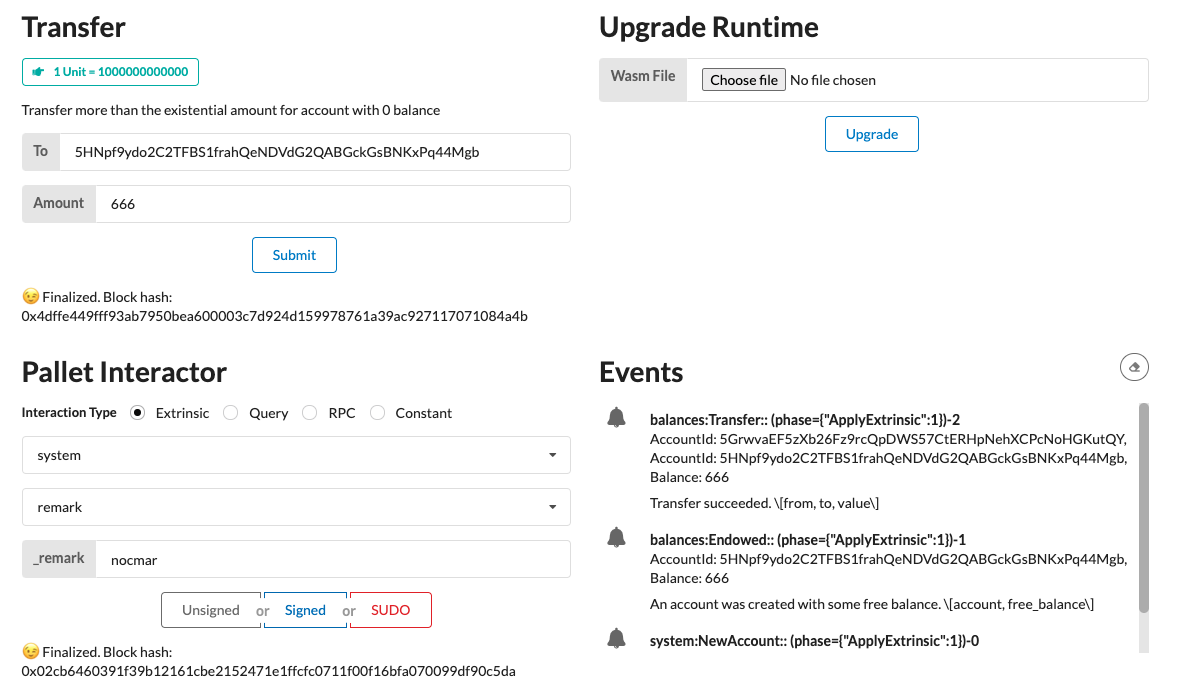 Transfer
1 Unit = 1000000000000
Transfer more than the existential amount for account with 0 balance
To 5HNpf9ydo2C2TFBS1frahQeNDVdG2QABGckGsBNKxPq44Mgb
Amount 666
Submit
Finalized. Block hash:
0x4dffe449fff93ab7950bea600003c7d924d159978761a39ac927117071084a4b
Upgrade Runtime
Wasm File Choose file No file chosen
Upgrade
Pallet Interactor
Interaction Type Extrinsic Query RPC Constant
system
remark
_remark nocmar
Unsigned or Signed or SUDO
Finalized. Block hash:
0x02cb6460391f39b12161cbe2152471e1ffcfc0711f00f16bfa070099df90c5da
Events
balances:Transfer:: (phase={"ApplyExtrinsic":1})-2
AccountId: 5GrwvaEF5zXb26Fz9rcQpDWS57CtERHpNehXCPcNoHGKutQY,
AccountId: 5HNpf9ydo2C2TFBS1frahQeNDVdG2QABGckGsBNKxPq44Mgb,
Balance: 666
Transfer succeeded. \[from, to, value\]
balances:Endowed:: (phase={"ApplyExtrinsic":1})-1
AccountId: 5HNpf9ydo2C2TFBS1frahQeNDVdG2QABGckGsBNKxPq44Mgb,
Balance: 666
An account was created with some free balance. \[account, free_balance\]
system:NewAccount:: (phase={"ApplyExtrinsic":1})-0